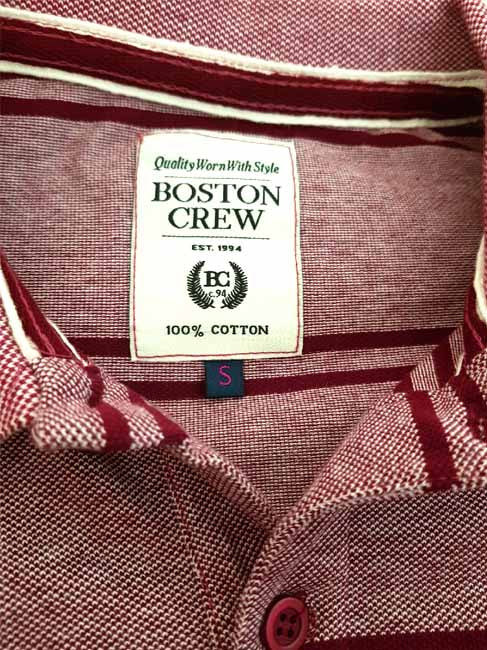 Quality Worn With Style
BOSTON
CREW
EST. 1994
BC
c.94
100% COTTON
S